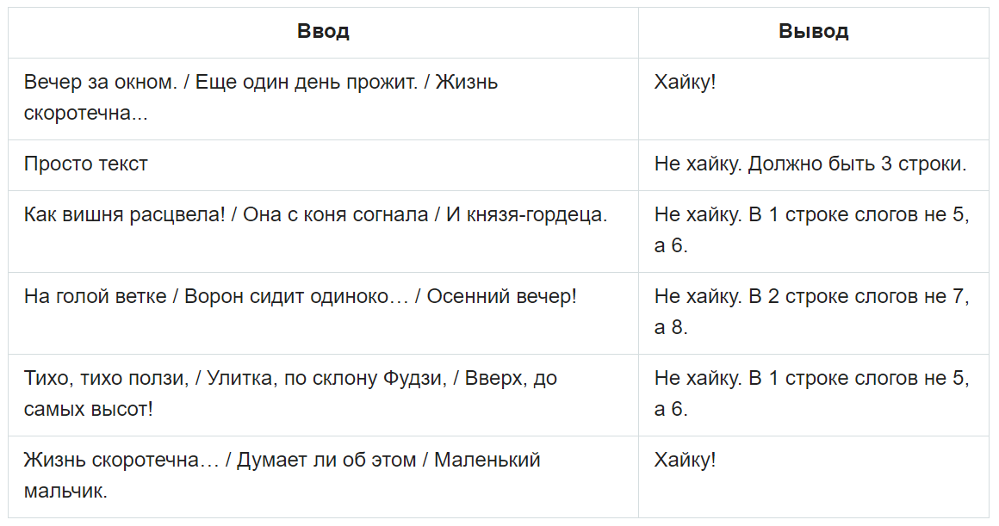 Ввод
Вывод
Вечер за окном. / Еще один день прожит. / Жизнь
скоротечна...
Хайку!
Просто текст
Не хайку. Должно быть 3 строки.
Как вишня расцвела! / Она с коня согнала / И князя-гордеца.
Не хайку. В 1 строке слогов не 5,
а 6.
На голой ветке / Ворон сидит одиноко… / Осенний вечер!
Не хайку. В 2 строке слогов не 7,
а 8.
Тихо, тихо ползи, / Улитка, по склону Фудзи, / Вверх, до
самых высот!
Не хайку. В 1 строке слогов не 5,
а 6.
Жизнь скоротечна… / Думает ли об этом / Маленький
мальчик.
Хайку!